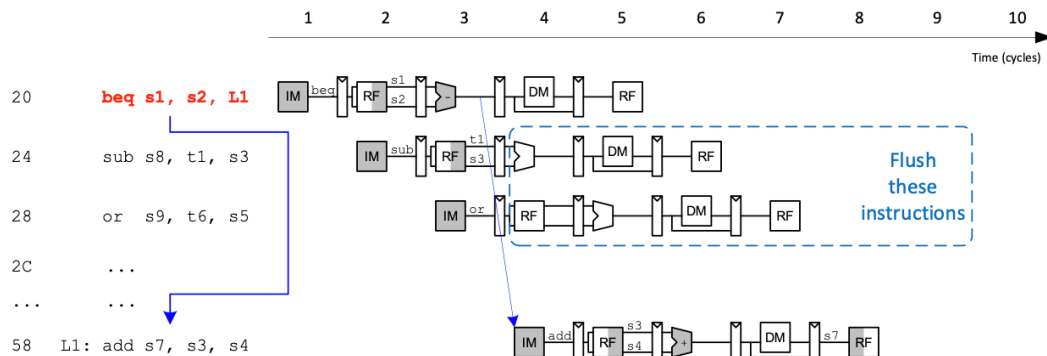 1 2 3 4 5 6 7 8 9 10
Time (cycles)
20 beq s1, s2, L1 IM beq RF s1 s2 - DM RF
24 sub s8, t1, s3 IM sub RF t1 s3 DM RF
28 or s9, t6, s5 IM or RF DM RF
Flush
these
instructions
2C ...
... ...
58 L1: add s7, s3, s4 IM add RF s3 s4 + DM s7 RF